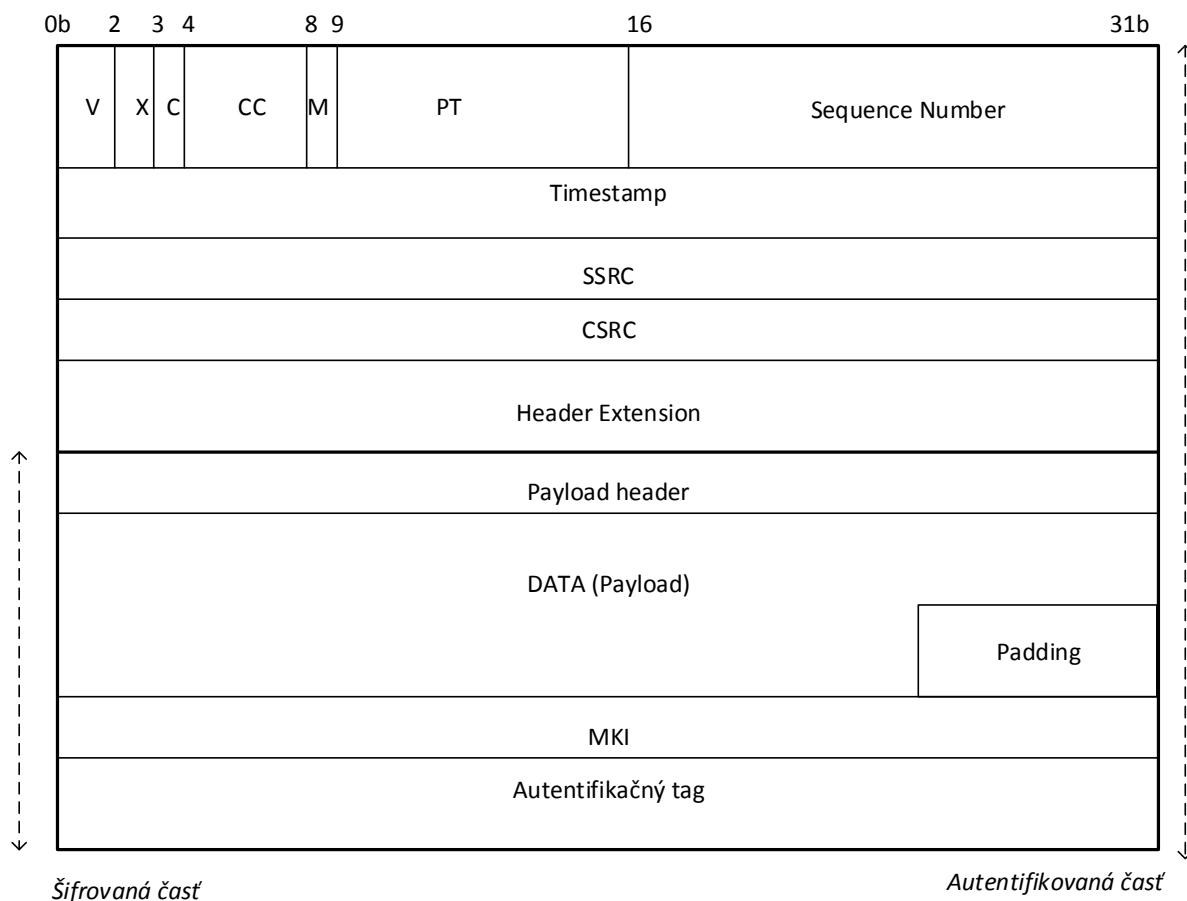 0b 2 3 4 8 9 16 31b
V X C CC M PT Sequence Number
Timestamp
SSRC
CSRC
Header Extension
Payload header
DATA (Payload)
Padding
MKI
Autentifikačný tag
Šifrovaná časť
Autentifikovaná časť